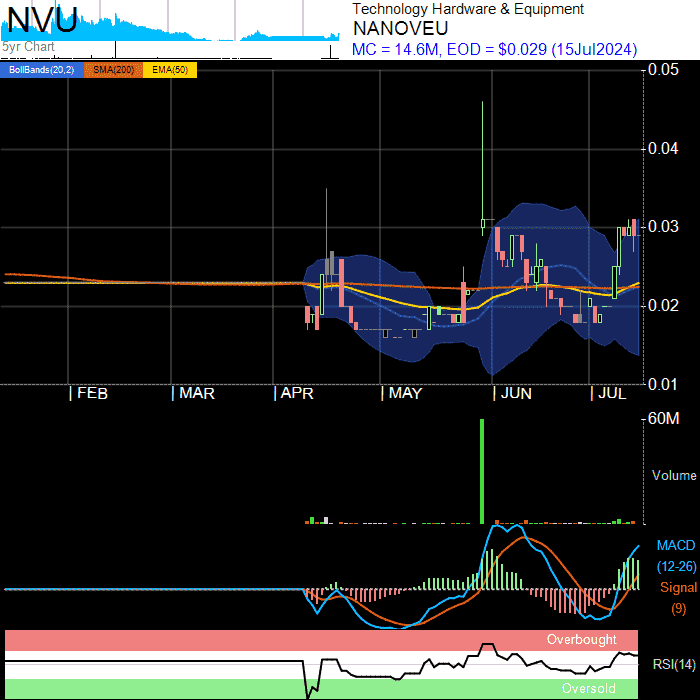 NVU
5yr Chart
Technology Hardware & Equipment
NANOVEU
MC = 14.6M, EOD = $0.029 (15Jul2024)
BollBands(20,2) SMA(200) EMA(50)
0.05
0.04
0.03
0.02
0.01
FEB MAR APR MAY JUN JUL
60M
Volume
MACD
(12-26)
Signal
(9)
Overbought
RSI(14)
Oversold